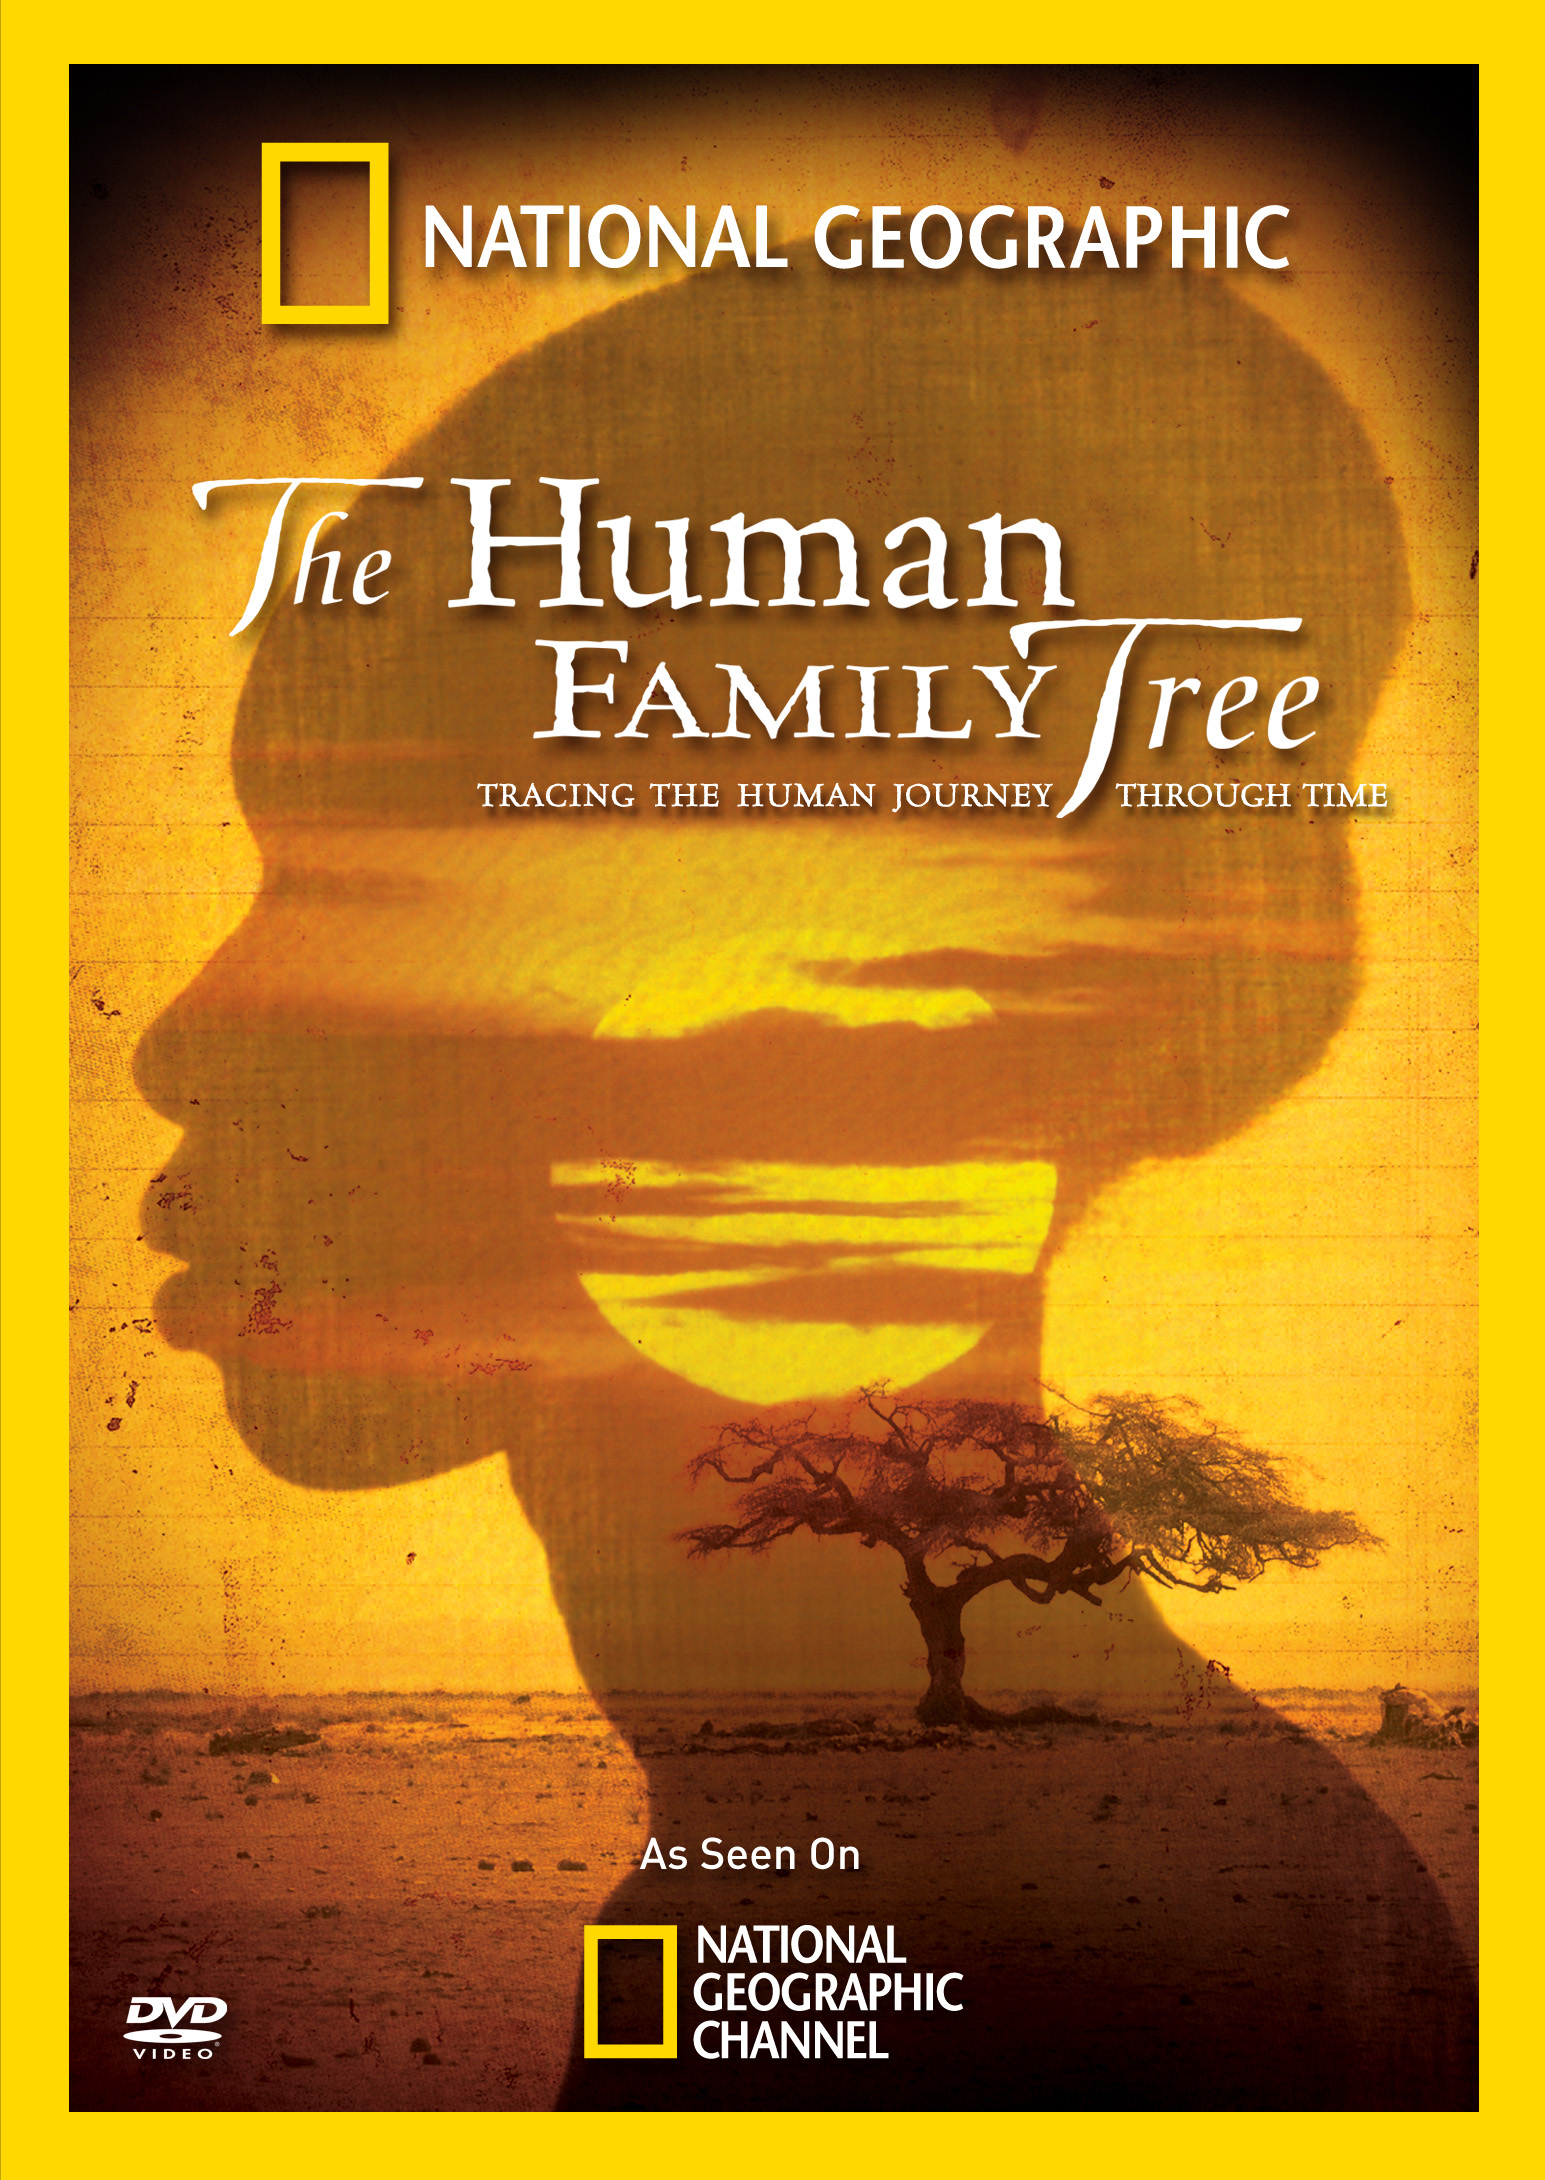 NATIONAL GEOGRAPHIC
The Human
FAMILY Tree
TRACING THE HUMAN JOURNEY THROUGH TIME
As Seen On
NATIONAL
GEOGRAPHIC
CHANNEL
DVD
VIDEO